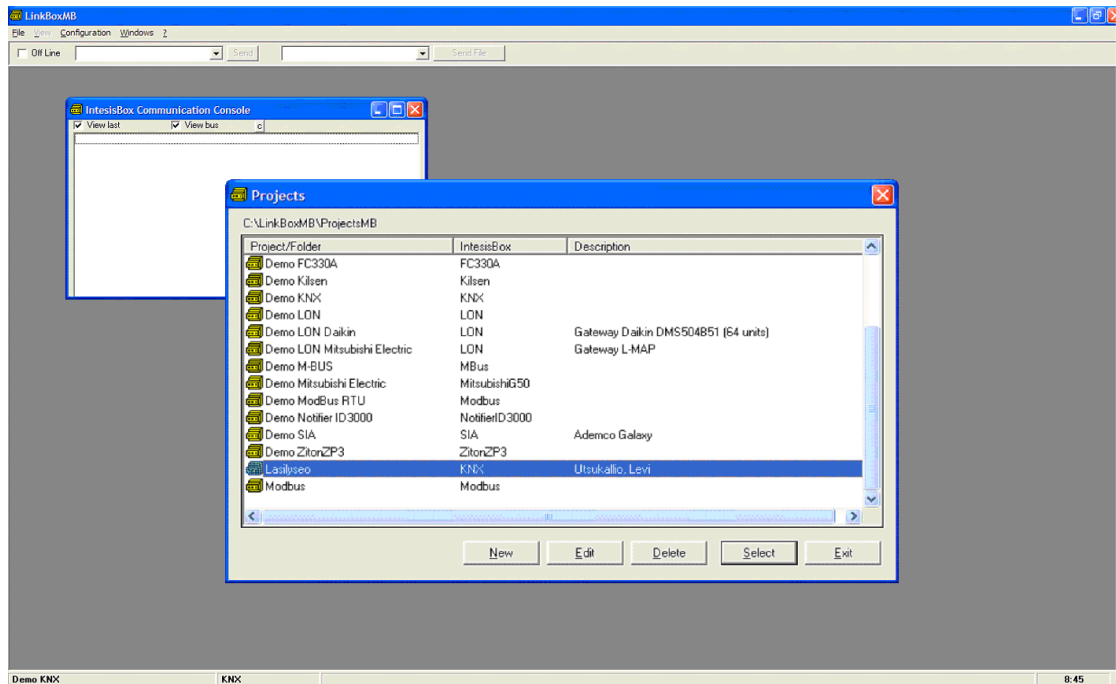 LinkBoxMB
File View Configuration Windows ?
Off Line Send Send File
IntesisBox Communication Console
View last View bus c
Projects
C:\LinkBoxMB\ProjectsMB
Project/Folder IntesisBox Description
Demo FC330A FC330A
Demo Kilsen Kilsen
Demo KNX KNX
Demo LON LON
Demo LON Daikin LON Gateway Daikin DMS504B51 (64 units)
Demo LON Mitsubishi Electric LON Gateway L-MAP
Demo M-BUS MBus
Demo Mitsubishi Electric MitsubishiG50
Demo ModBus RTU Modbus
Demo Notifier ID3000 NotifierID3000
Demo SIA SIA Ademco Galaxy
Demo ZitonZP3 ZitonZP3
Lasilyseo KNX Utsukallio, Levi
Modbus Modbus
New Edit Delete Select Exit
Demo KNX KNX 8:45